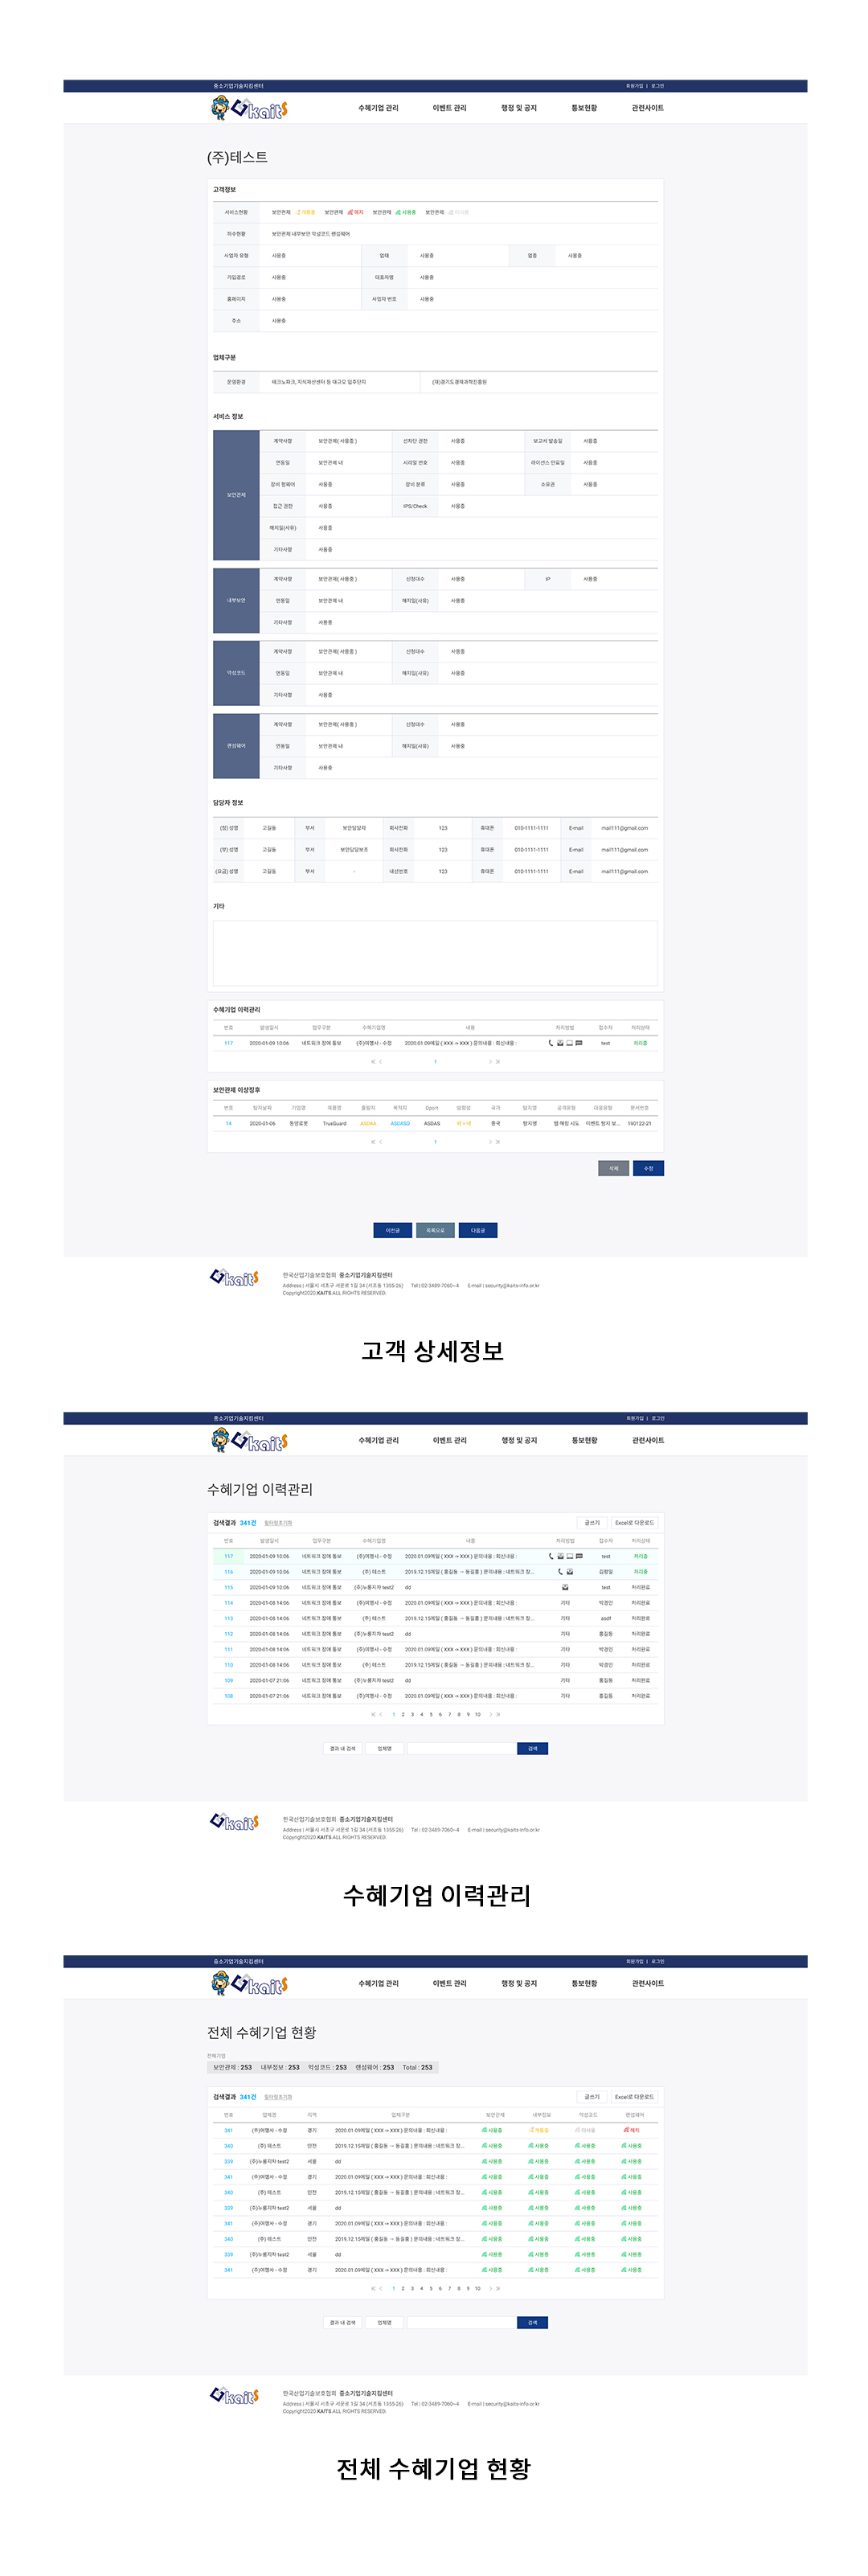 중소기업기술지킴센터 회원가입 | 로그인
kaits 수혜기업 관리 이벤트 관리 행정 및 공지 통보현황 관련사이트
(주)테스트
고객정보
서비스현황 보안관제 개통중 보안관제 해지 보안관제 사용중 보안관제 미사용
취수현황 보안관제 내부보안 악성코드 랜섬웨어
사업자 유형 사용중 업태 사용중 업종 사용중
가입경로 사용중 대표자명 사용중
홈페이지 사용중 사업자 번호 사용중
주소 사용중
업체구분
운영환경 테크노파크, 지식재산센터 등 대규모 입주단지 (재)경기도경제과학진흥원
서비스 정보
보안관제
계약사항 보안관제( 사용중 ) 선차단 권한 사용중 보고서 발송일 사용중
연동일 보안관제 내 시리얼 번호 사용중 라이센스 만료일 사용중
장비 펌웨어 사용중 장비 분류 사용중 소유권 사용중
접근 권한 사용중 IPS/Check 사용중
해지일(사유) 사용중
기타사항 사용중
내부보안
계약사항 보안관제( 사용중 ) 신청대수 사용중 IP 사용중
연동일 보안관제 내 해지일(사유) 사용중
기타사항 사용중
악성코드
계약사항 보안관제( 사용중 ) 신청대수 사용중
연동일 보안관제 내 해지일(사유) 사용중
기타사항 사용중
랜섬웨어
계약사항 보안관제( 사용중 ) 신청대수 사용중
연동일 보안관제 내 해지일(사유) 사용중
기타사항 사용중
담당자 정보
(정) 성명 고길동 부서 보안담당자 회사전화 123 휴대폰 010-1111-1111 E-mail mail111@gmail.com
(부) 성명 고길동 부서 보안담당보조 회사전화 123 휴대폰 010-1111-1111 E-mail mail111@gmail.com
(요금) 성명 고길동 부서 - 내선번호 123 휴대폰 010-1111-1111 E-mail mail111@gmail.com
기타
수혜기업 이력관리
번호 발생일시 업무구분 수혜기업명 내용 처리방법 접수자 처리상태
117 2020-01-09 10:06 네트워크 장애 통보 (주)여행사 - 수정 2020.01.09메일 ( XXX -> XXX ) 문의내용 : 회신내용 : test 처리중
1
보안관제 이상징후
번호 탐지날짜 기업명 제품명 출발지 목적지 Dport 방향성 국가 탐지명 공격유형 대응유형 문서번호
14 2020-01-06 동양로봇 TrusGuard ASDAA ASDASD ASDAS 외 > 내 중국 탐지명 웹 해킹 시도 이벤트 탐지 보... 190122-21
1
삭제 수정
이전글 목록으로 다음글
kaits 한국산업기술보호협회 중소기업기술지킴센터
Address | 서울시 서초구 서운로 1길 34 (서초동 1355-26) Tel | 02-3489-7060~4 E-mail | security@kaits-info.or.kr
Copyright2020.KAITS.ALL RIGHTS RESERVED.
고객 상세정보
중소기업기술지킴센터 회원가입 | 로그인
kaits 수혜기업 관리 이벤트 관리 행정 및 공지 통보현황 관련사이트
수혜기업 이력관리
검색결과 341건 필터링초기화 글쓰기 Excel로 다운로드
번호 발생일시 업무구분 수혜기업명 내용 처리방법 접수자 처리상태
117 2020-01-09 10:06 네트워크 장애 통보 (주)여행사 - 수정 2020.01.09메일 ( XXX -> XXX ) 문의내용 : 회신내용 : test 처리중
116 2020-01-09 10:06 네트워크 장애 통보 (주) 테스트 2019.12.15메일 ( 홍길동 -> 동길홍 ) 문의내용 : 네트워크 장... 김평일 처리중
115 2020-01-09 10:06 네트워크 장애 통보 (주)누룽지차 test2 dd test 처리완료
114 2020-01-08 14:06 네트워크 장애 통보 (주)여행사 - 수정 2020.01.09메일 ( XXX -> XXX ) 문의내용 : 회신내용 : 기타 박경인 처리완료
113 2020-01-08 14:06 네트워크 장애 통보 (주) 테스트 2019.12.15메일 ( 홍길동 -> 동길홍 ) 문의내용 : 네트워크 장... 기타 asdf 처리완료
112 2020-01-08 14:06 네트워크 장애 통보 (주)누룽지차 test2 dd 기타 홍길동 처리완료
111 2020-01-08 14:06 네트워크 장애 통보 (주)여행사 - 수정 2020.01.09메일 ( XXX -> XXX ) 문의내용 : 회신내용 : 기타 박경인 처리완료
110 2020-01-08 14:06 네트워크 장애 통보 (주) 테스트 2019.12.15메일 ( 홍길동 -> 동길홍 ) 문의내용 : 네트워크 장... 기타 박경인 처리완료
109 2020-01-07 21:06 네트워크 장애 통보 (주)누룽지차 test2 dd 기타 홍길동 처리완료
108 2020-01-07 21:06 네트워크 장애 통보 (주)여행사 - 수정 2020.01.09메일 ( XXX -> XXX ) 문의내용 : 회신내용 : 기타 홍길동 처리완료
1 2 3 4 5 6 7 8 9 10
결과 내 검색 업체명 검색
kaits 한국산업기술보호협회 중소기업기술지킴센터
Address | 서울시 서초구 서운로 1길 34 (서초동 1355-26) Tel | 02-3489-7060~4 E-mail | security@kaits-info.or.kr
Copyright2020.KAITS.ALL RIGHTS RESERVED.
수혜기업 이력관리
중소기업기술지킴센터 회원가입 | 로그인
kaits 수혜기업 관리 이벤트 관리 행정 및 공지 통보현황 관련사이트
전체 수혜기업 현황
전체기업
보안관제 : 253 내부정보 : 253 악성코드 : 253 랜섬웨어 : 253 Total : 253
검색결과 341건 필터링초기화 글쓰기 Excel로 다운로드
번호 업체명 지역 업체구분 보안관제 내부정보 악성코드 랜섬웨어
341 (주)여행사 - 수정 경기 2020.01.09메일 ( XXX -> XXX ) 문의내용 : 회신내용 : 사용중 개통중 미사용 해지
340 (주) 테스트 인천 2019.12.15메일 ( 홍길동 -> 동길홍 ) 문의내용 : 네트워크 장... 사용중 사용중 사용중 사용중
339 (주)누룽지차 test2 서울 dd 사용중 사용중 사용중 사용중
341 (주)여행사 - 수정 경기 2020.01.09메일 ( XXX -> XXX ) 문의내용 : 회신내용 : 사용중 사용중 사용중 사용중
340 (주) 테스트 인천 2019.12.15메일 ( 홍길동 -> 동길홍 ) 문의내용 : 네트워크 장... 사용중 사용중 사용중 사용중
339 (주)누룽지차 test2 서울 dd 사용중 사용중 사용중 사용중
341 (주)여행사 - 수정 경기 2020.01.09메일 ( XXX -> XXX ) 문의내용 : 회신내용 : 사용중 사용중 사용중 사용중
340 (주) 테스트 인천 2019.12.15메일 ( 홍길동 -> 동길홍 ) 문의내용 : 네트워크 장... 사용중 사용중 사용중 사용중
339 (주)누룽지차 test2 서울 dd 사용중 사용중 사용중 사용중
341 (주)여행사 - 수정 경기 2020.01.09메일 ( XXX -> XXX ) 문의내용 : 회신내용 : 사용중 사용중 사용중 사용중
1 2 3 4 5 6 7 8 9 10
결과 내 검색 업체명 검색
kaits 한국산업기술보호협회 중소기업기술지킴센터
Address | 서울시 서초구 서운로 1길 34 (서초동 1355-26) Tel | 02-3489-7060~4 E-mail | security@kaits-info.or.kr
Copyright2020.KAITS.ALL RIGHTS RESERVED.
전체 수혜기업 현황